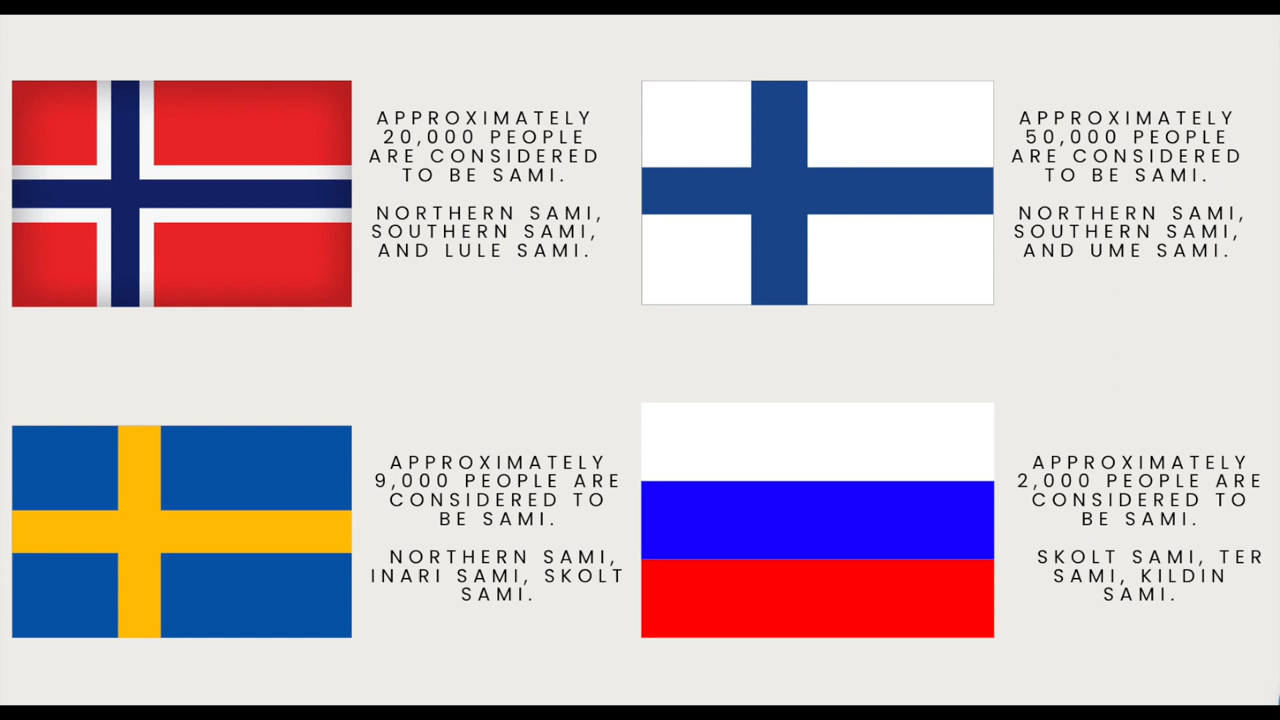 APPROXIMATELY
20,000 PEOPLE
ARE CONSIDERED
TO BE SAMI.
NORTHERN SAMI,
SOUTHERN SAMI,
AND LULE SAMI.
APPROXIMATELY
50,000 PEOPLE
ARE CONSIDERED
TO BE SAMI.
NORTHERN SAMI,
SOUTHERN SAMI,
AND UME SAMI.
APPROXIMATELY
9,000 PEOPLE ARE
CONSIDERED TO
BE SAMI.
NORTHERN SAMI,
INARI SAMI, SKOLT
SAMI.
APPROXIMATELY
2,000 PEOPLE ARE
CONSIDERED TO
BE SAMI.
SKOLT SAMI, TER
SAMI, KILDIN
SAMI.